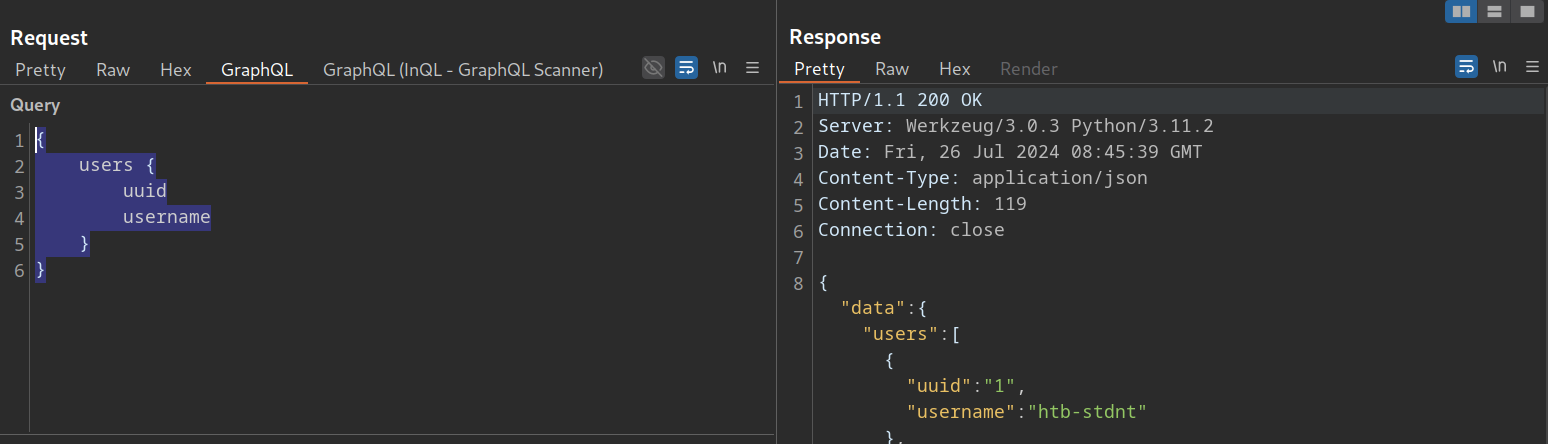 Request
Pretty Raw Hex GraphQL GraphQL (InQL - GraphQL Scanner) \n
Query
1 {
2 users {
3 uuid
4 username
5 }
6 }
Response
Pretty Raw Hex Render \n
1 HTTP/1.1 200 OK
2 Server: Werkzeug/3.0.3 Python/3.11.2
3 Date: Fri, 26 Jul 2024 08:45:39 GMT
4 Content-Type: application/json
5 Content-Length: 119
6 Connection: close
7
8 {
"data":{
"users":[
{
"uuid":"1",
"username":"htb-stdnt"
},